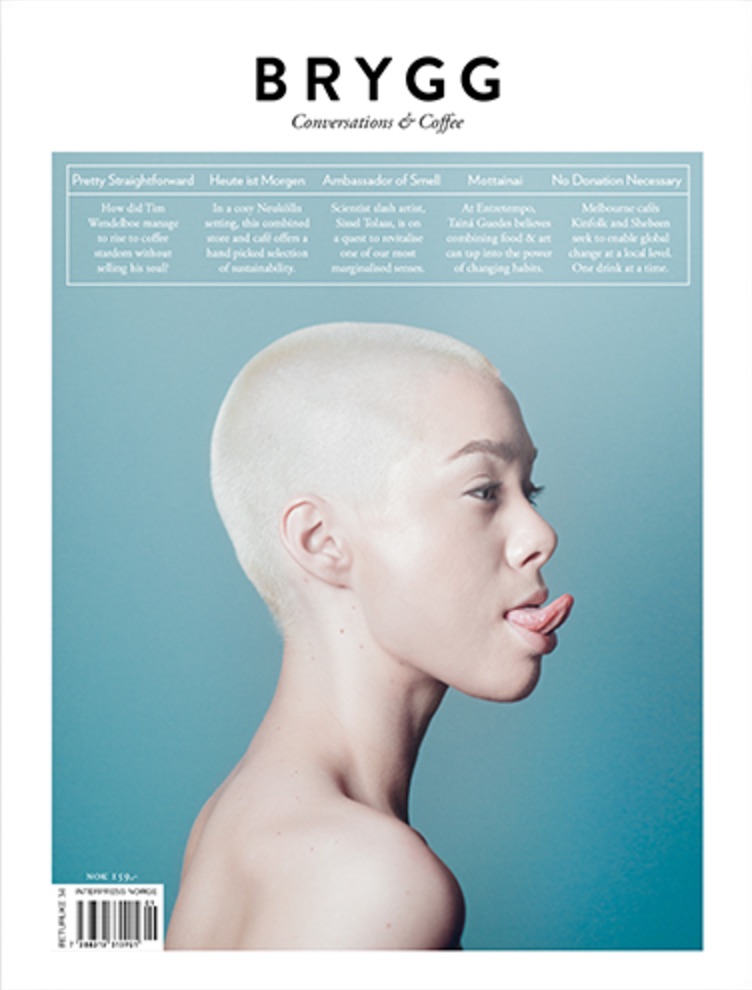 BRYGG
Conversations & Coffee
Pretty Straightforward
How did Tim
Wendelboe manage
to rise to coffee
stardom without
selling his soul?
Heute ist Morgen
In a cosy Neukölln
setting, this combined
store and café offers a
hand picked selection
of sustainability.
Ambassador of Smell
Scientist slash artist,
Sissel Tolaas, is on
a quest to revitalise
one of our most
marginalised senses.
Mottainai
At Entretempo,
Tainá Guedes believes
combining food & art
can tap into the power
of changing habits.
No Donation Necessary
Melbourne cafés
Kinfolk and Shebeen
seek to enable global
change at a local level.
One drink at a time.
NOK 159,-
INTERPRESS NORGE
RETURUKE 34